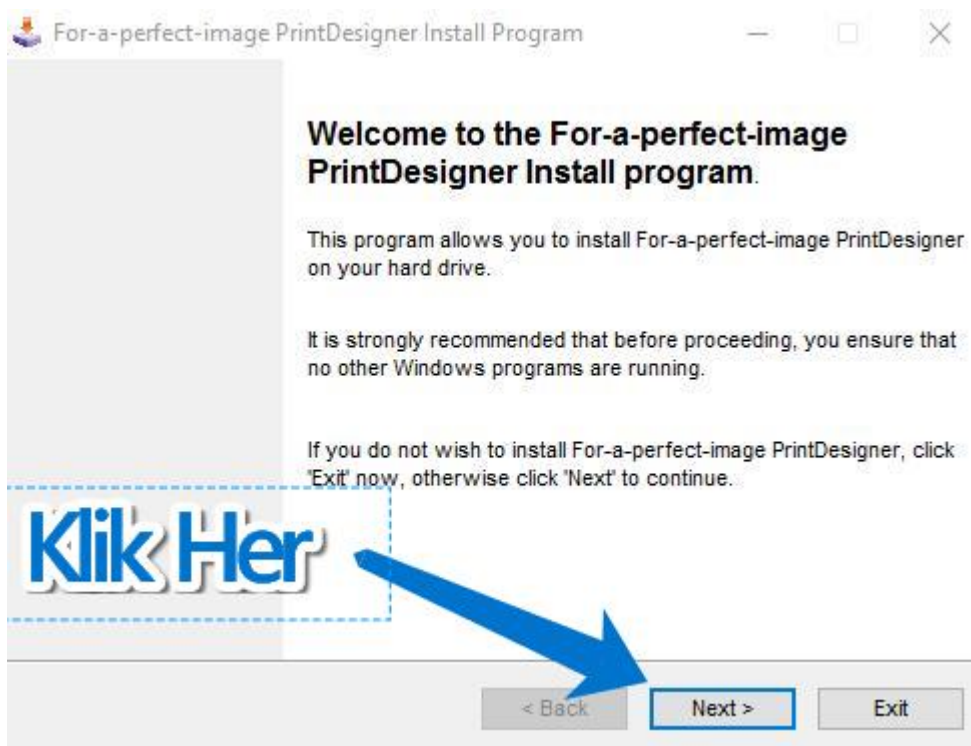 For-a-perfect-image PrintDesigner Install Program
Welcome to the For-a-perfect-image
PrintDesigner Install program.
This program allows you to install For-a-perfect-image PrintDesigner
on your hard drive.
It is strongly recommended that before proceeding, you ensure that
no other Windows programs are running.
If you do not wish to install For-a-perfect-image PrintDesigner, click
'Exit' now, otherwise click 'Next' to continue.
Klik Her
< Back
Next >
Exit